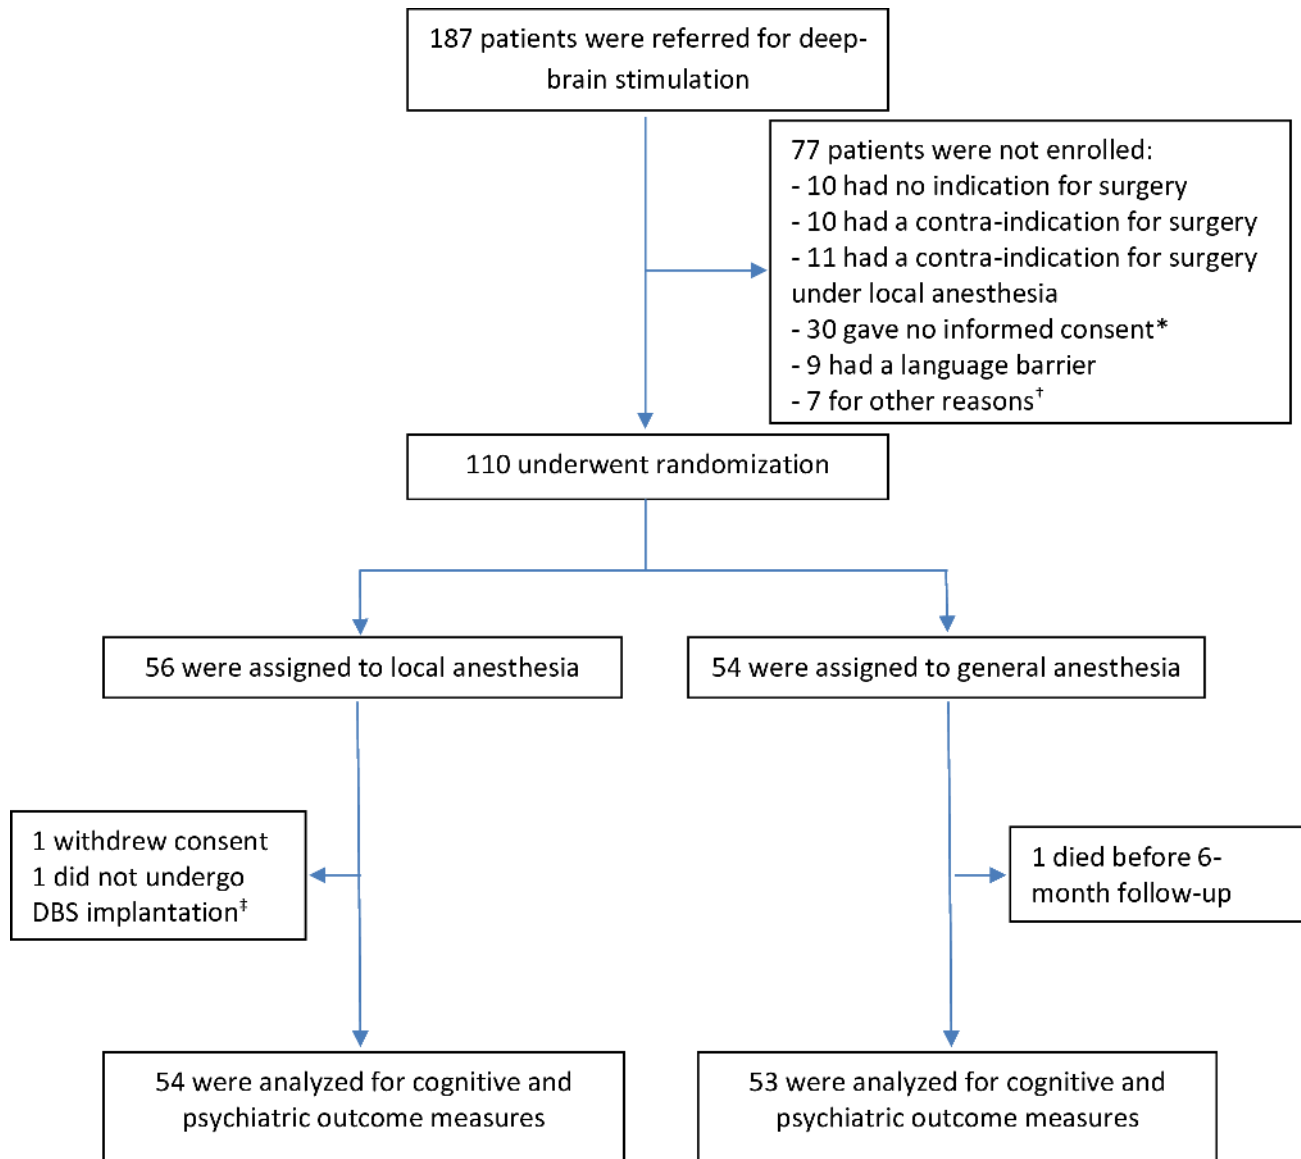 187 patients were referred for deep-
brain stimulation
77 patients were not enrolled:
- 10 had no indication for surgery
- 10 had a contra-indication for surgery
- 11 had a contra-indication for surgery
under local anesthesia
- 30 gave no informed consent*
- 9 had a language barrier
- 7 for other reasons†
110 underwent randomization
56 were assigned to local anesthesia
54 were assigned to general anesthesia
1 withdrew consent
1 did not undergo
DBS implantation‡
1 died before 6-
month follow-up
54 were analyzed for cognitive and
psychiatric outcome measures
53 were analyzed for cognitive and
psychiatric outcome measures